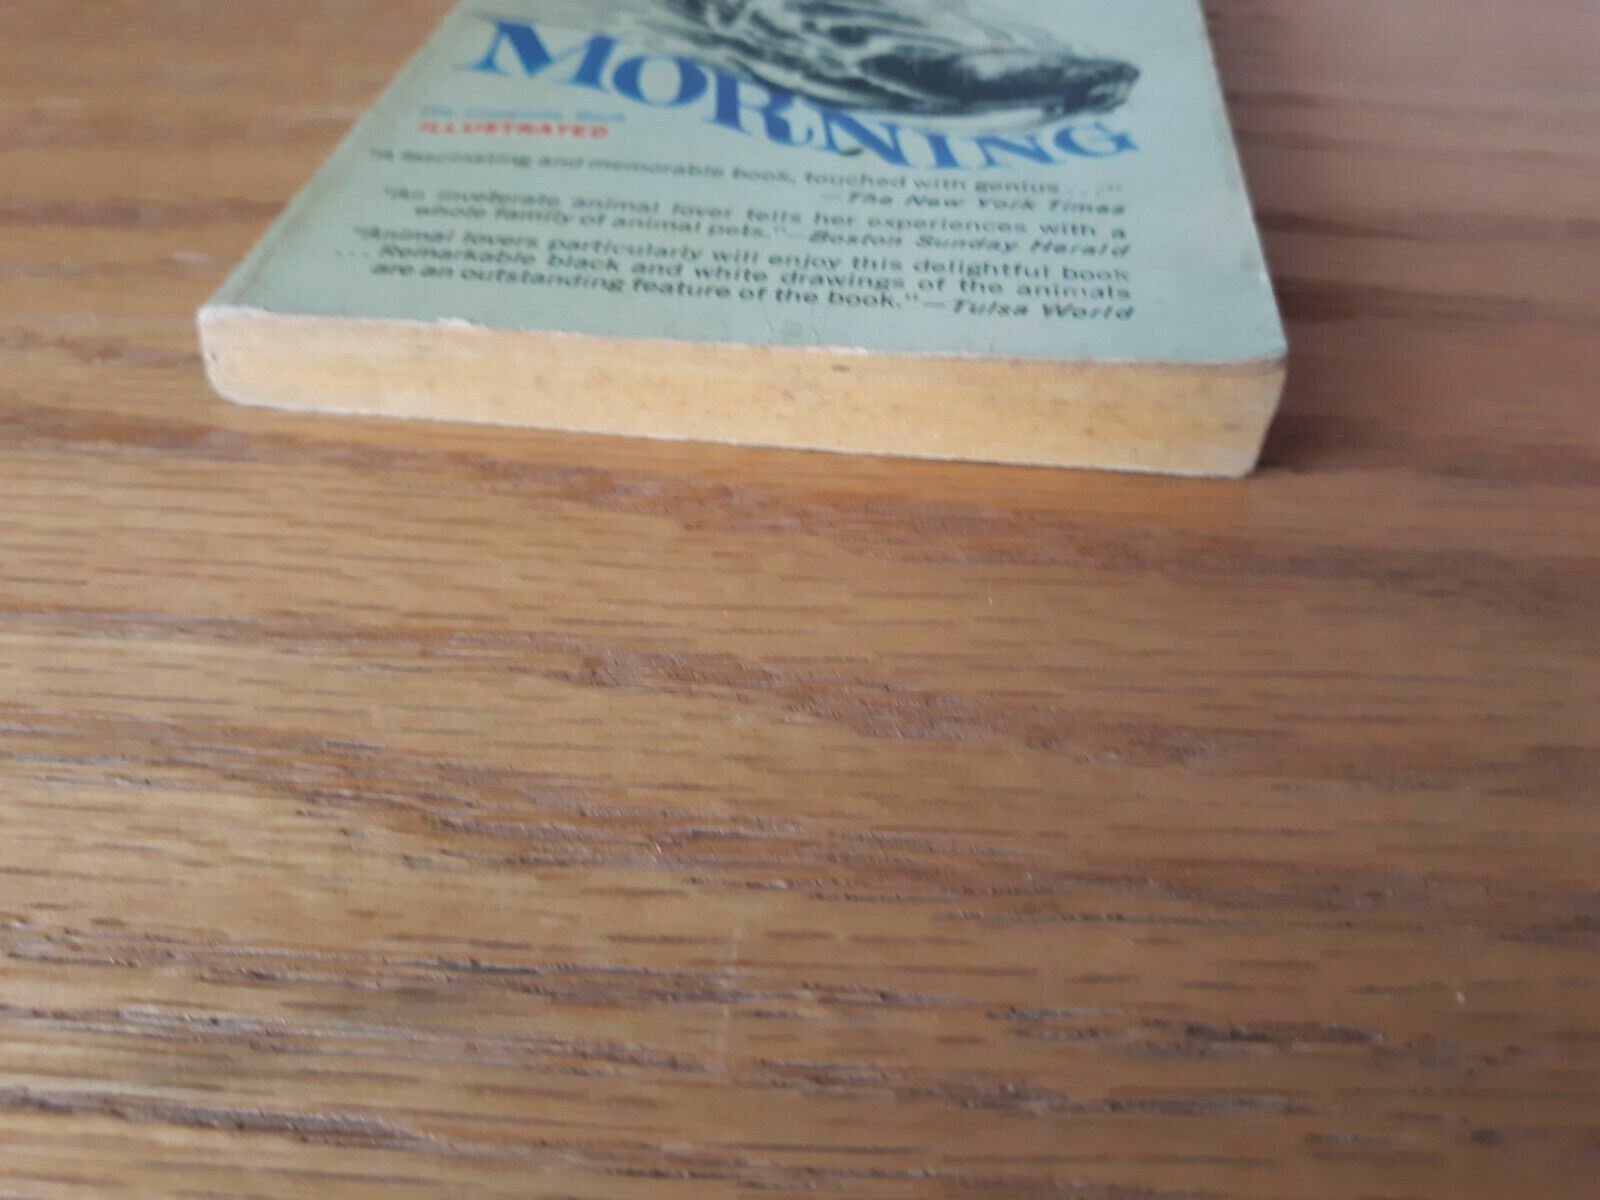 MORNING
The complete book
ILLUSTRATED
"A fascinating and memorable book, touched with genius . . ."
—The New York Times
"An inveterate animal lover tells her experiences with a
whole family of animal pets."—Boston Sunday Herald
"Animal lovers particularly will enjoy this delightful book
. . . Remarkable black and white drawings of the animals
are an outstanding feature of the book."—Tulsa World